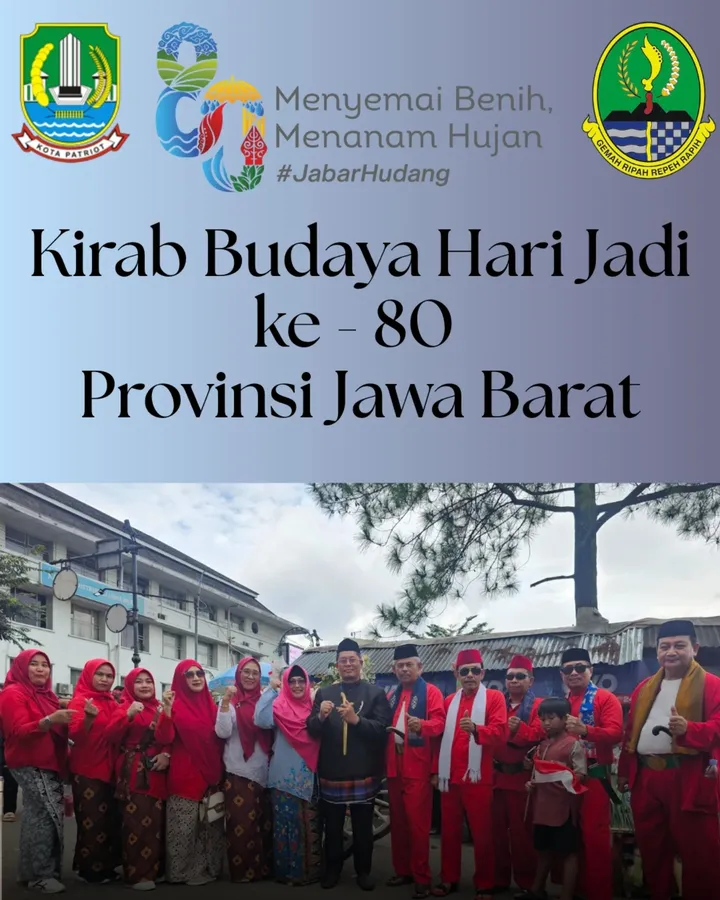 KOTA PATRIOT
Menyemai Benih,
Menanam Hujan
#JabarHudang
GEMAH RIPAH REPEH RAPIH
Kirab Budaya Hari Jadi
ke - 80
Provinsi Jawa Barat